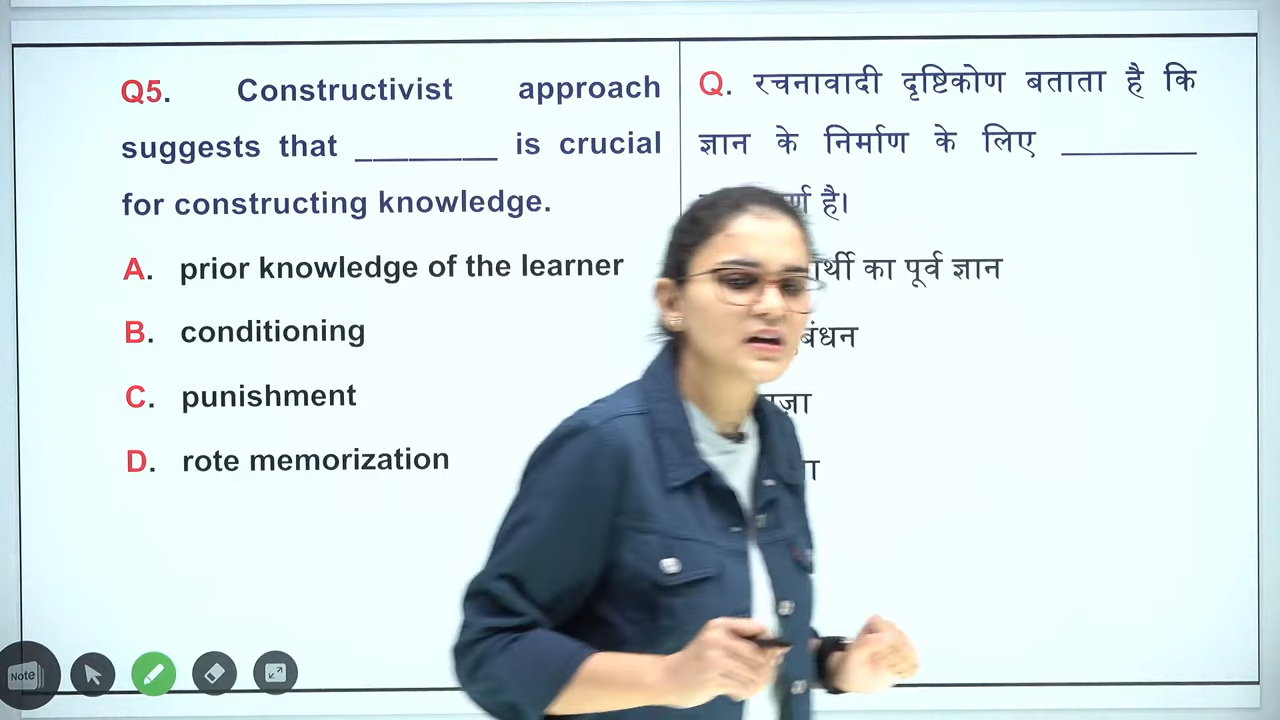 Q5. Constructivist approach
suggests that ________ is crucial
for constructing knowledge.
A. prior knowledge of the learner
B. conditioning
C. punishment
D. rote memorization
Q. रचनावादी दृष्टिकोण बताता है कि
ज्ञान के निर्माण के लिए ________
है।
का पूर्व ज्ञान
Note